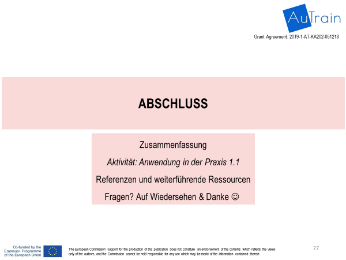 AuTrain
Grant Agreement, 2019-1-AT-KA202-051218
ABSCHLUSS
Zusammenfassung
Aktivität: Anwendung in der Praxis 1.1
Referenzen und weiterführende Ressourcen
Fragen? Auf Wiedersehen & Danke ☺
Co-funded by the
Erasmus+ Programme
of the European Union
The European Commission support for the production of this publication does not constitute an endorsement of the contents which reflects the views
only of the authors, and the Commission cannot be held responsible for any use which may be made of the information contained therein.
77